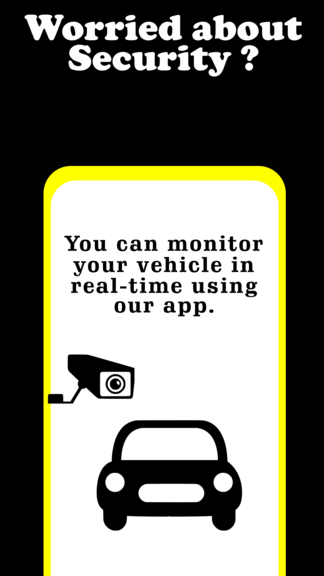 Worried about
Security ?
You can monitor
your vehicle in
real-time using
our app.